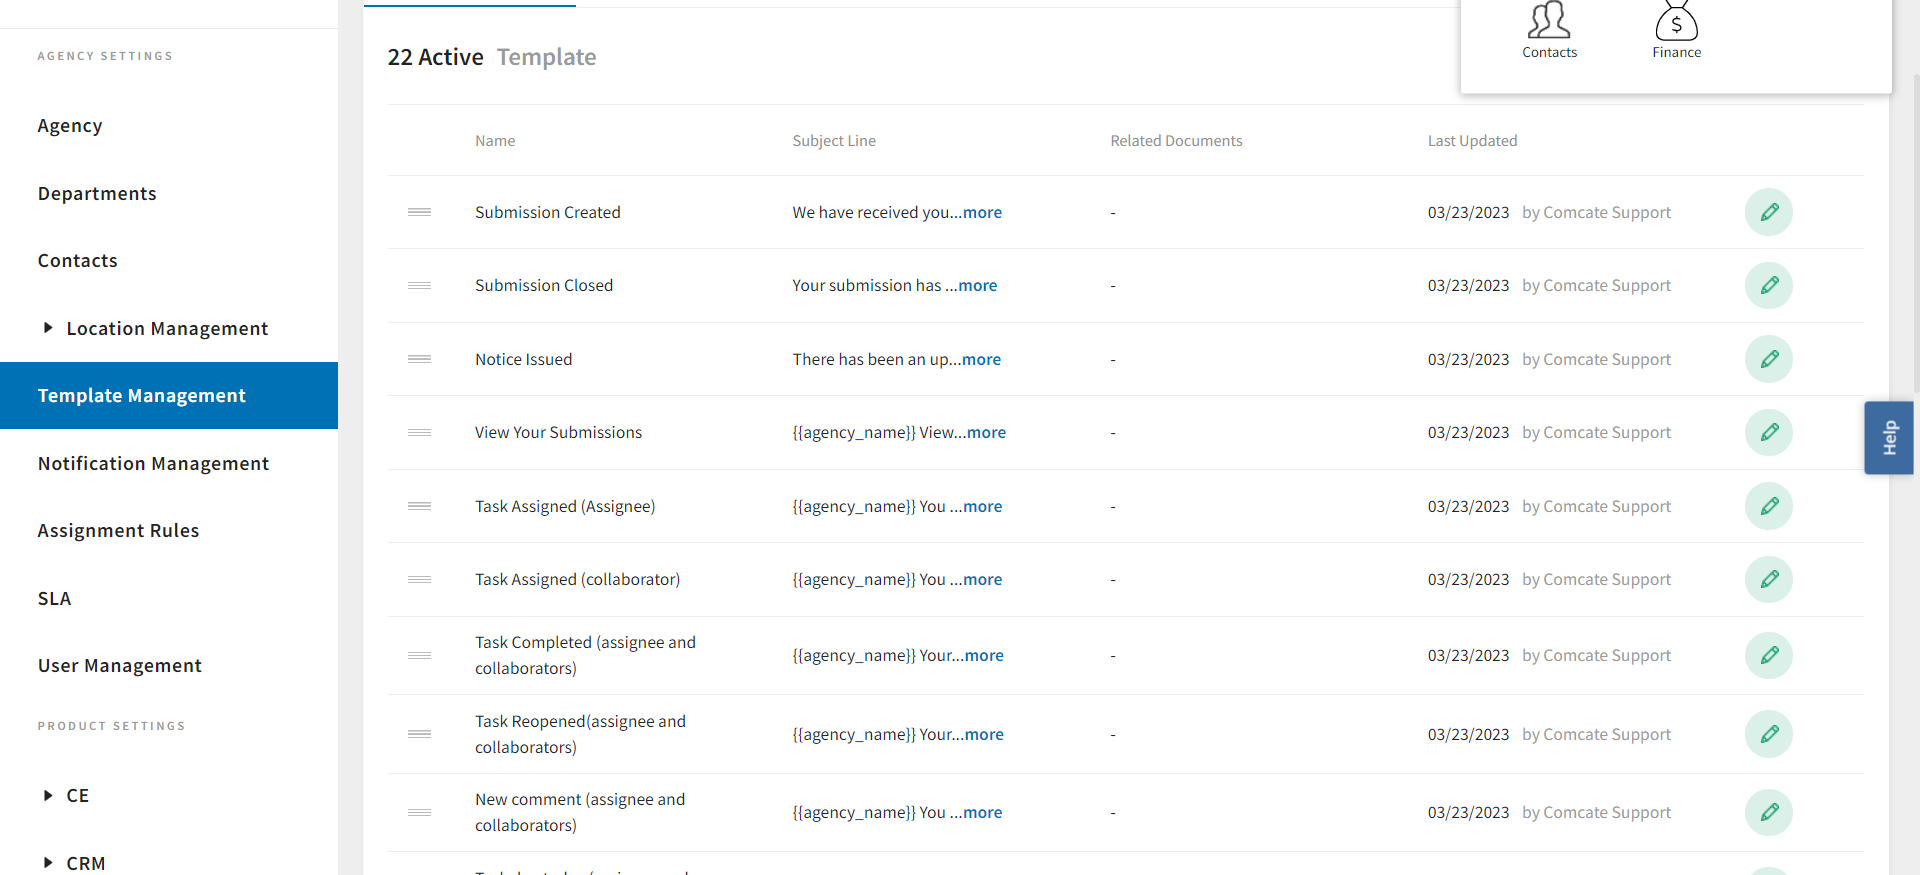 AGENCY SETTINGS
Agency
Departments
Contacts
Location Management
Template Management
Notification Management
Assignment Rules
SLA
User Management
PRODUCT SETTINGS
CE
CRM
Contacts
Finance
22 Active Template
Name Subject Line Related Documents Last Updated
Submission Created We have received you...more - 03/23/2023 by Comcate Support
Submission Closed Your submission has ...more - 03/23/2023 by Comcate Support
Notice Issued There has been an up...more - 03/23/2023 by Comcate Support
View Your Submissions {{agency_name}} View...more - 03/23/2023 by Comcate Support
Task Assigned (Assignee) {{agency_name}} You ...more - 03/23/2023 by Comcate Support
Task Assigned (collaborator) {{agency_name}} You ...more - 03/23/2023 by Comcate Support
Task Completed (assignee and
collaborators) {{agency_name}} Your...more - 03/23/2023 by Comcate Support
Task Reopened(assignee and
collaborators) {{agency_name}} Your...more - 03/23/2023 by Comcate Support
New comment (assignee and
collaborators) {{agency_name}} You ...more - 03/23/2023 by Comcate Support
Help